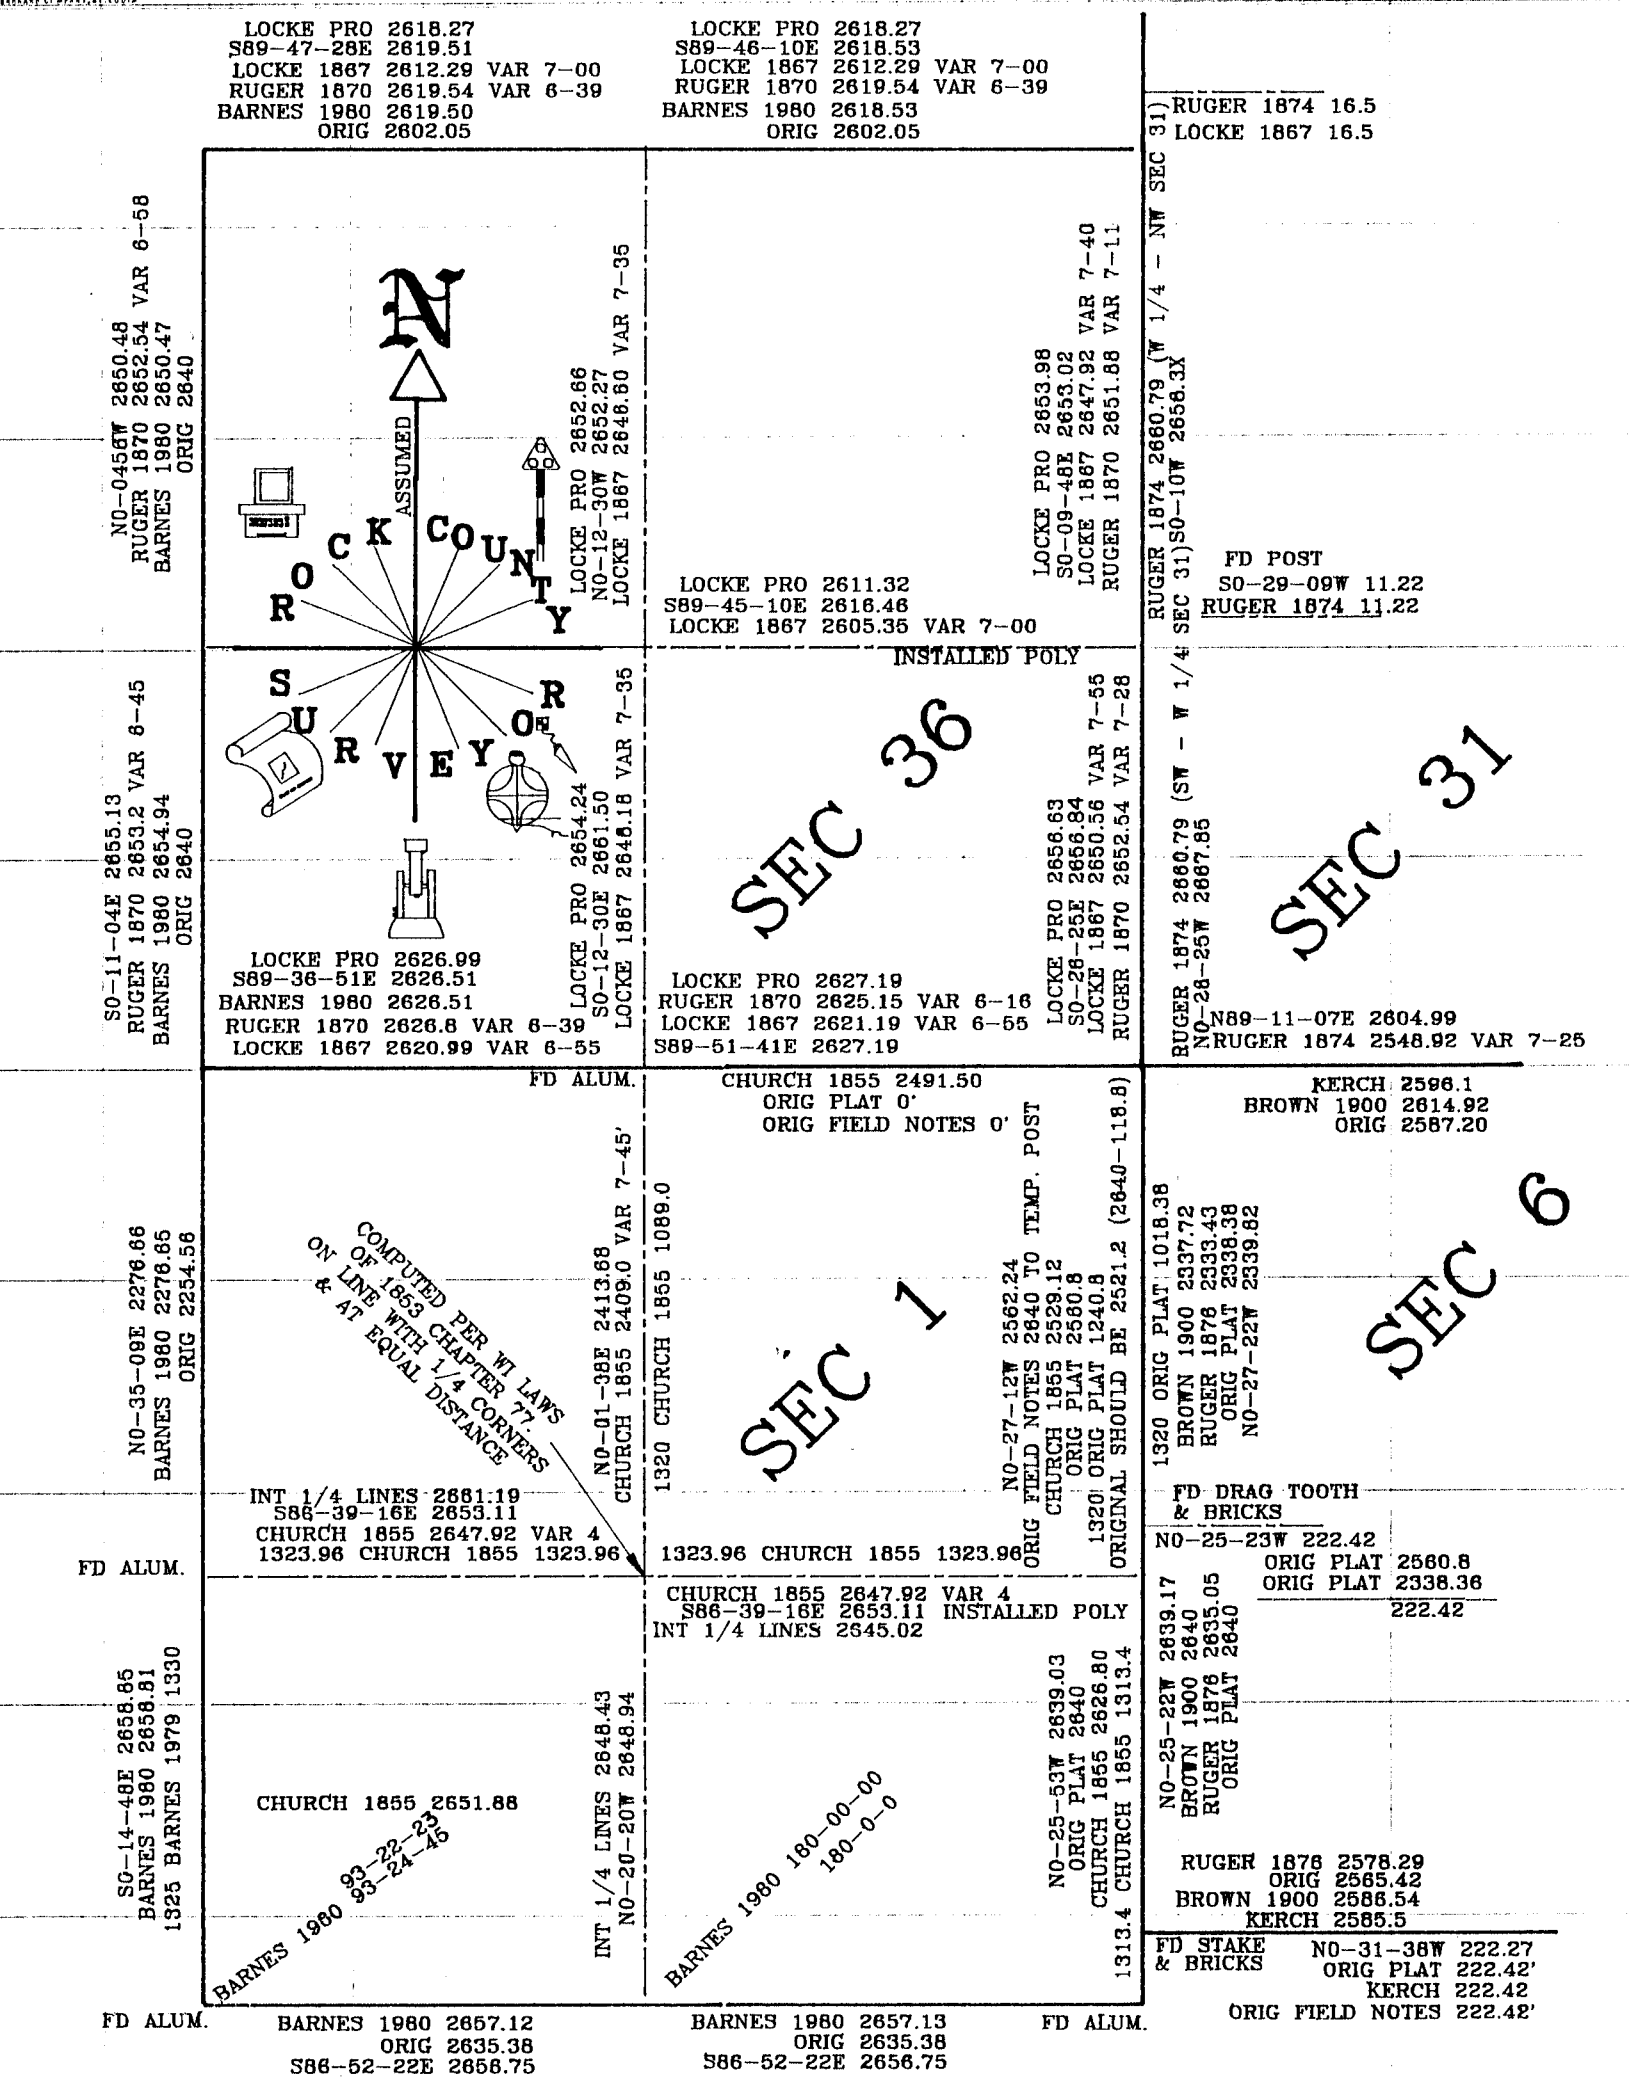 LOCKE PRO 2618.27
S89-47-28E 2619.51
LOCKE 1867 2612.29 VAR 7-00
RUGER 1870 2619.54 VAR 6-39
BARNES 1980 2619.50
ORIG 2602.05
LOCKE PRO 2618.27
S89-46-10E 2618.53
LOCKE 1867 2612.29 VAR 7-00
RUGER 1870 2619.54 VAR 6-39
BARNES 1980 2618.53
ORIG 2602.05
RUGER 1874 16.5
LOCKE 1867 16.5
N0-0456W 2650.48
RUGER 1870 2652.54 VAR 6-58
BARNES 1980 2650.47
ORIG 2640
N
ASSUMED
ROCK COUNTY
SURVEYOR
LOCKE PRO 2652.66
N0-12-30W 2652.27
LOCKE 1867 2646.60 VAR 7-35
LOCKE PRO 2653.98
S0-09-48E 2653.02
LOCKE 1867 2647.92 VAR 7-40
RUGER 1870 2651.88 VAR 7-11
RUGER 1874 2660.79 (W 1/4 - NW SEC 31)
S0-10W 2658.3X
FD POST
S0-29-09W 11.22
RUGER 1874 11.22
LOCKE PRO 2611.32
S89-45-10E 2616.46
LOCKE 1867 2605.35 VAR 7-00
INSTALLED POLY
S0-11-04E 2655.13
RUGER 1870 2653.2 VAR 6-45
BARNES 1980 2654.94
ORIG 2640
LOCKE PRO 2654.24
S0-12-30E 2661.50
LOCKE 1867 2648.18 VAR 7-35
SEC 36
LOCKE PRO 2656.63
S0-26-25E 2656.84
LOCKE 1867 2650.56 VAR 7-55
RUGER 1870 2652.54 VAR 7-28
RUGER 1874 2660.79 (SW - W 1/4 SEC 31)
N0-26-25W 2667.85
SEC 31
LOCKE PRO 2626.99
S89-36-51E 2626.51
BARNES 1980 2626.51
RUGER 1870 2626.8 VAR 6-39
LOCKE 1867 2620.99 VAR 6-55
LOCKE PRO 2627.19
RUGER 1870 2625.15 VAR 6-16
LOCKE 1867 2621.19 VAR 6-55
S89-51-41E 2627.19
N89-11-07E 2604.99
RUGER 1874 2548.92 VAR 7-25
FD ALUM.
CHURCH 1855 2491.50
ORIG PLAT 0'
ORIG FIELD NOTES 0'
KERCH 2596.1
BROWN 1900 2614.92
ORIG 2587.20
N0-35-09E 2276.66
BARNES 1980 2276.65
ORIG 2254.56
COMPUTED PER WI LAWS
OF 1853 CHAPTER 77.
ON LINE WITH 1/4 CORNERS
& AT EQUAL DISTANCE
N0-01-38E 2413.68
CHURCH 1855 2409.0 VAR 7-45'
1320 CHURCH 1855 1089.0
SEC 1
N0-27-12W 2562.24
ORIG FIELD NOTES 2640 TO TEMP. POST
CHURCH 1855 2529.12
ORIG PLAT 2560.8
1320 ORIG PLAT 1240.8
ORIGINAL SHOULD BE 2521.2 (2640-118.8)
1320 ORIG PLAT 1018.38
BROWN 1900 2337.72
RUGER 1876 2333.43
ORIG PLAT 2338.38
N0-27-22W 2339.82
SEC 6
INT 1/4 LINES 2661.19
S86-39-16E 2653.11
CHURCH 1855 2647.92 VAR 4
1323.96 CHURCH 1855 1323.96
1323.96 CHURCH 1855 1323.96
FD DRAG TOOTH
& BRICKS
N0-25-23W 222.42
ORIG PLAT 2560.8
ORIG PLAT 2338.36
222.42
FD ALUM.
CHURCH 1855 2647.92 VAR 4
S86-39-16E 2653.11 INSTALLED POLY
INT 1/4 LINES 2645.02
S0-14-48E 2658.85
BARNES 1980 2658.81
1325 BARNES 1979 1330
CHURCH 1855 2651.88
BARNES 1980 93-22-23
93-24-45
INT 1/4 LINES 2648.43
N0-20-20W 2648.94
BARNES 1980 180-00-00
180-0-0
N0-25-53W 2639.03
ORIG PLAT 2640
CHURCH 1855 2626.80
1313.4 CHURCH 1855 1313.4
N0-25-22W 2639.17
BROWN 1900 2640
RUGER 1876 2635.05
ORIG PLAT 2640
RUGER 1876 2578.29
ORIG 2565.42
BROWN 1900 2586.54
KERCH 2585.5
FD STAKE
& BRICKS
N0-31-38W 222.27
ORIG PLAT 222.42'
KERCH 222.42
ORIG FIELD NOTES 222.42'
FD ALUM.
BARNES 1980 2657.12
ORIG 2635.38
S86-52-22E 2656.75
BARNES 1980 2657.13
ORIG 2635.38
S86-52-22E 2656.75
FD ALUM.